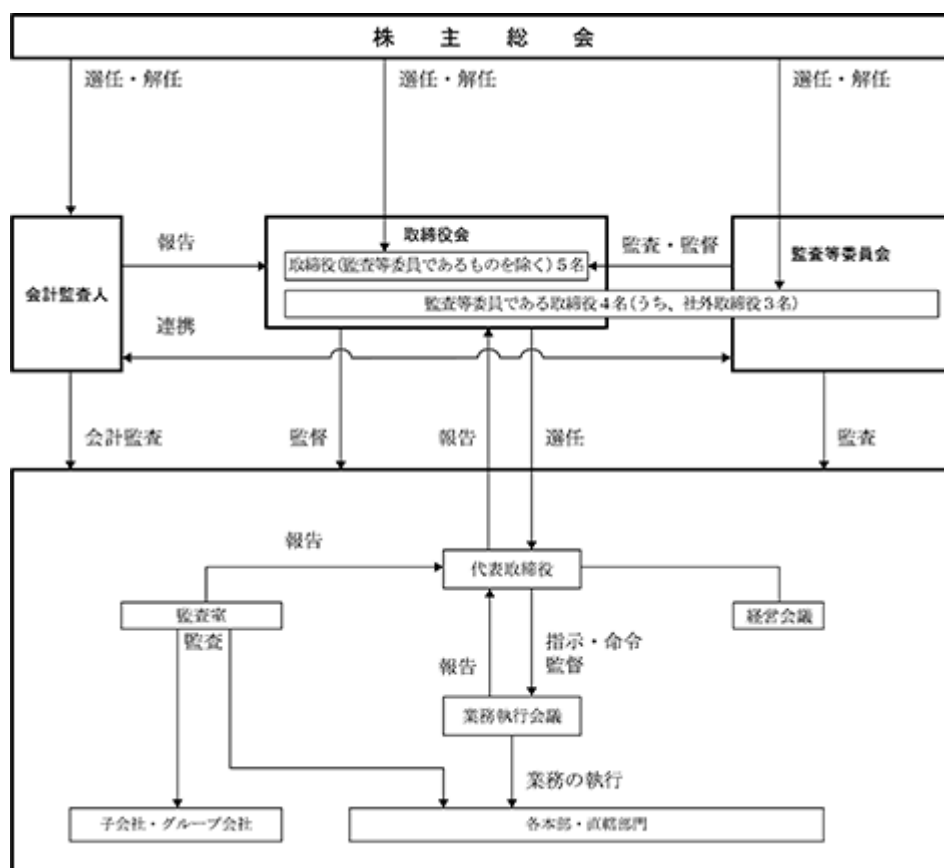 株主総会
選任・解任
選任・解任
選任・解任
取締役会
報告
取締役(監査等委員であるものを除く)5名
監査・監督
監査等委員会
会計監査人
監査等委員である取締役4名(うち、社外取締役3名)
連携
会計監査
監督
報告
選任
監査
報告
代表取締役
監査室
経営会議
監査
指示・命令
監督
報告
業務執行会議
業務の執行
子会社・グループ会社
各本部・直轄部門